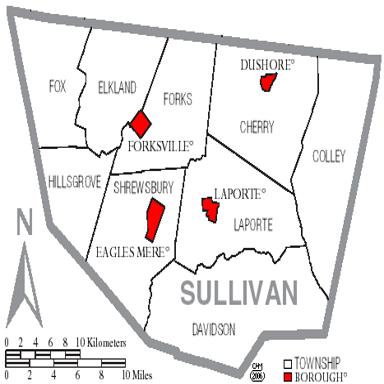 DUSHORE°
FOX
ELKLAND
FORKS
CHERRY
FORKSVILLE°
COLLEY
HILLSGROVE
SHREWSBURY
LAPORTE°
LAPORTE
EAGLES MERE°
N
SULLIVAN
DAVIDSON
0 2 4 6 8 10 Kilometers
0 2 4 6 8 10 Miles
2006
TOWNSHIP
BOROUGH°